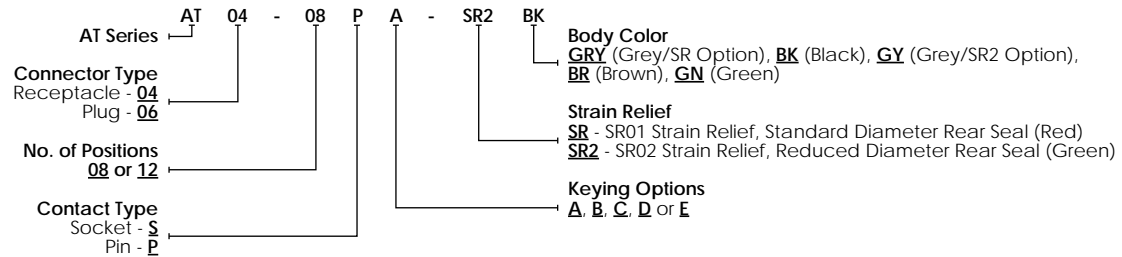 AT 04 - 08 P A - SR2 BK
AT Series
Connector Type
Receptacle - 04
Plug - 06
No. of Positions
08 or 12
Contact Type
Socket - S
Pin - P
Body Color
GRY (Grey/SR Option), BK (Black), GY (Grey/SR2 Option),
BR (Brown), GN (Green)
Strain Relief
SR - SR01 Strain Relief, Standard Diameter Rear Seal (Red)
SR2 - SR02 Strain Relief, Reduced Diameter Rear Seal (Green)
Keying Options
A, B, C, D or E